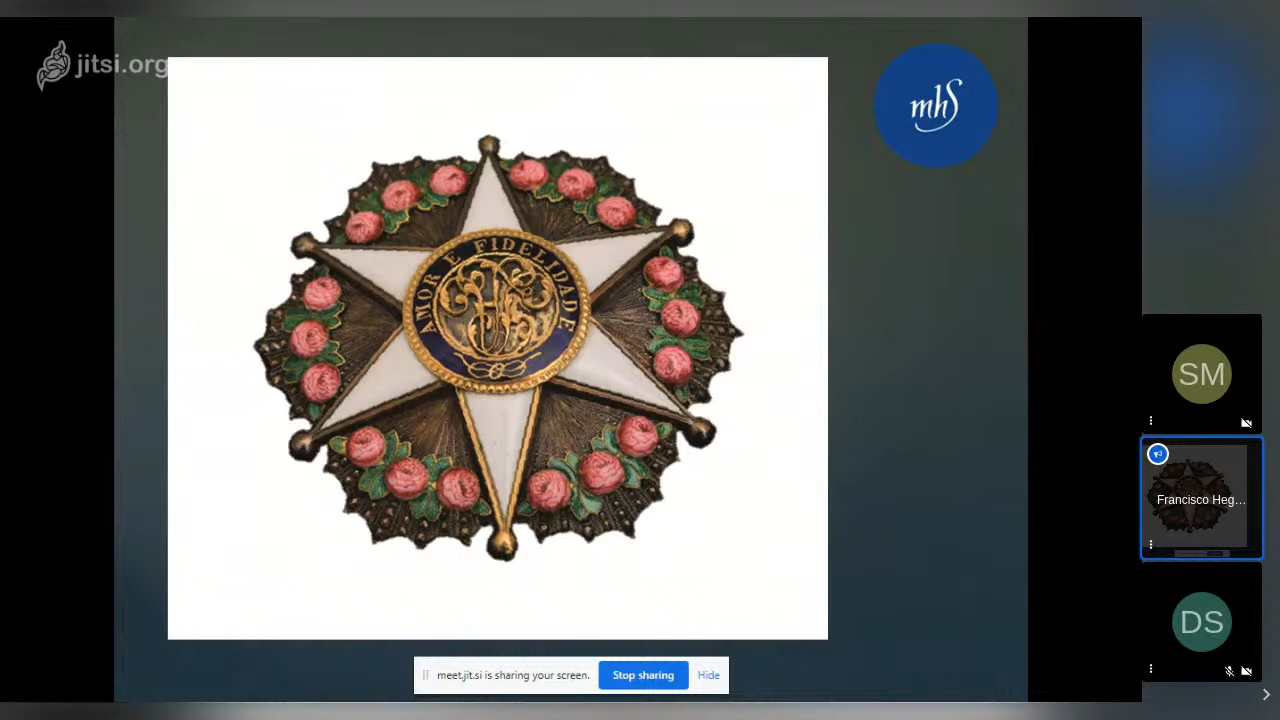 jitsi.org
mhS
AMOR E FIDELIDADE
SM
Francisco Heg...
DS
meet.jit.si is sharing your screen.
Stop sharing
Hide